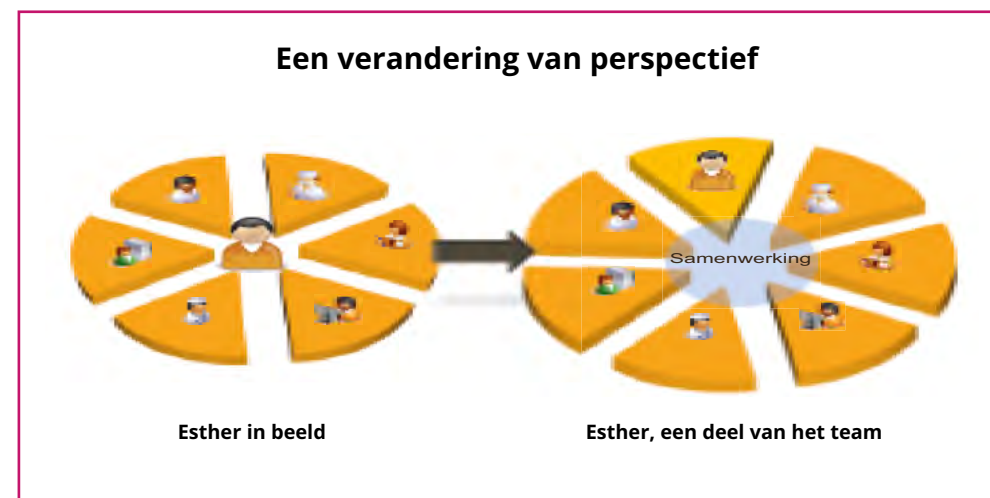 Een verandering van perspectief
Samenwerking
Esther in beeld
Esther, een deel van het team